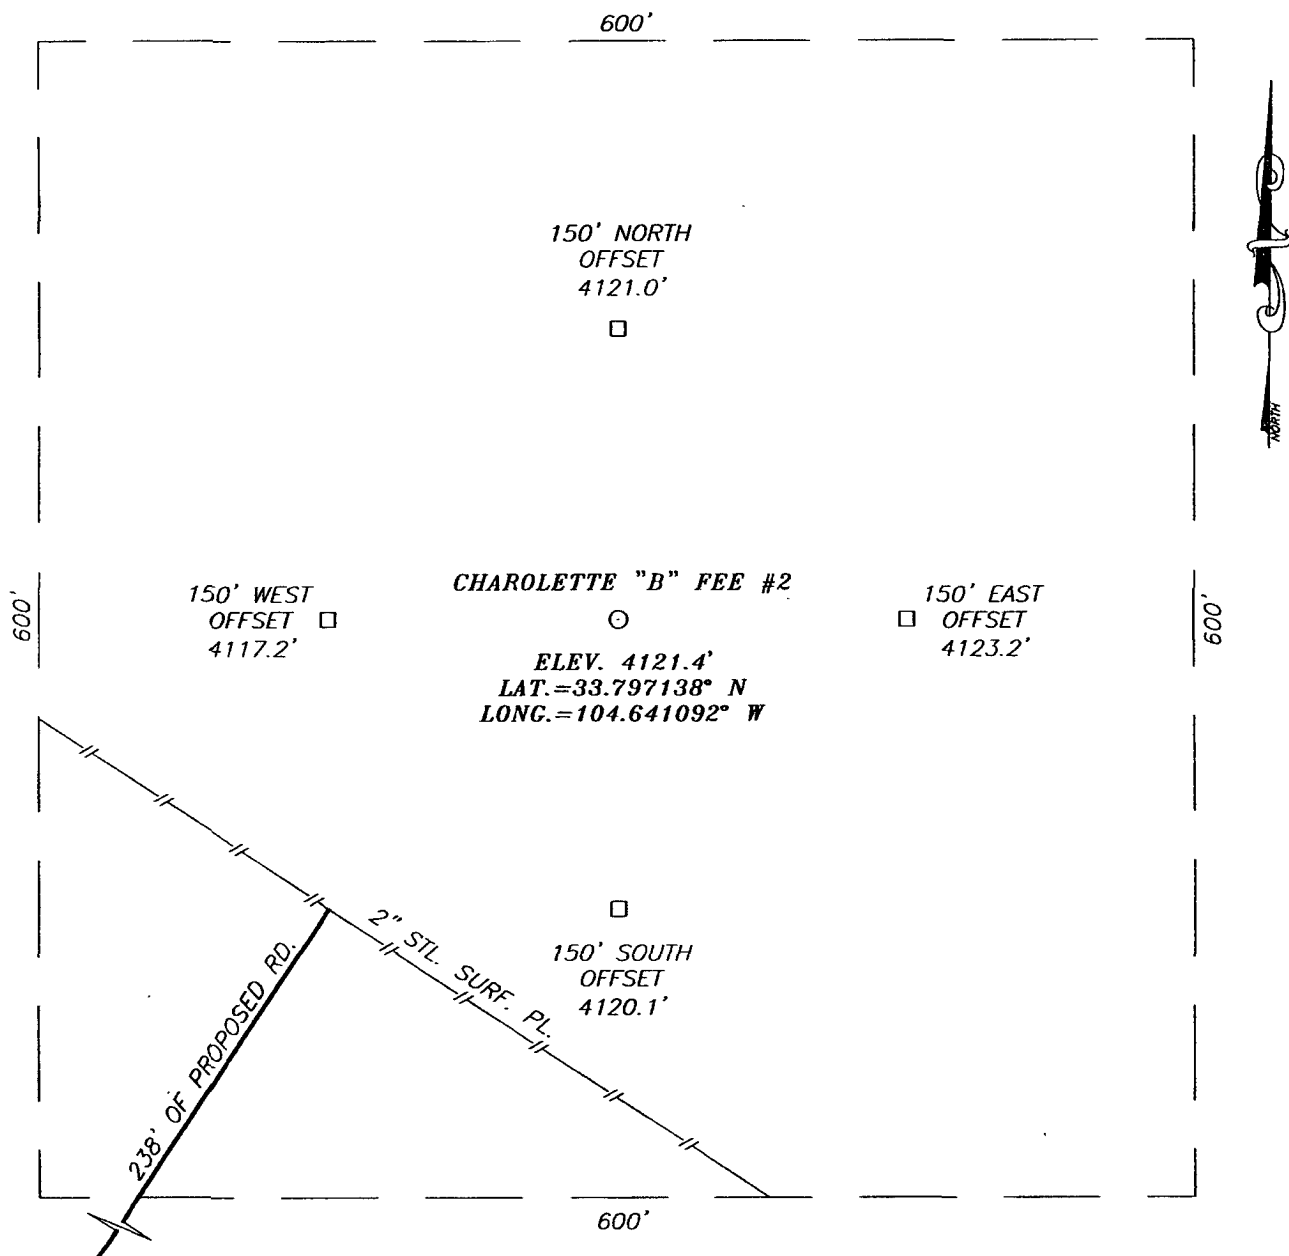 600'
150' NORTH
OFFSET
4121.0'
NORTH
CHAROLETTE "B" FEE #2
150' WEST
OFFSET
4117.2'
150' EAST
OFFSET
4123.2'
600'
600'
ELEV. 4121.4'
LAT.=33.797138° N
LONG.=104.641092° W
2" STL. SURF. PL.
150' SOUTH
OFFSET
4120.1'
238' OF PROPOSED RD.
600'